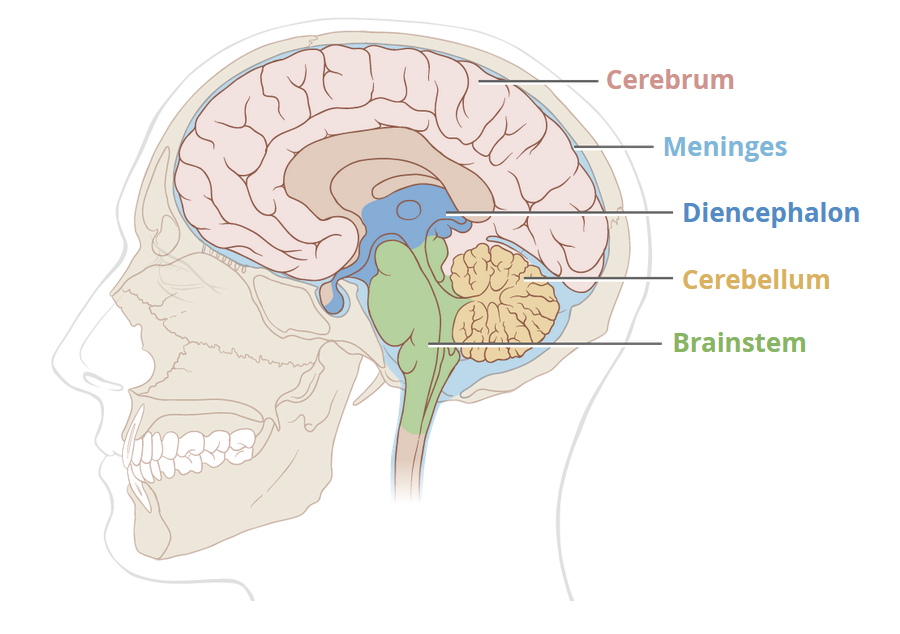 Cerebrum
Meninges
Diencephalon
Cerebellum
Brainstem